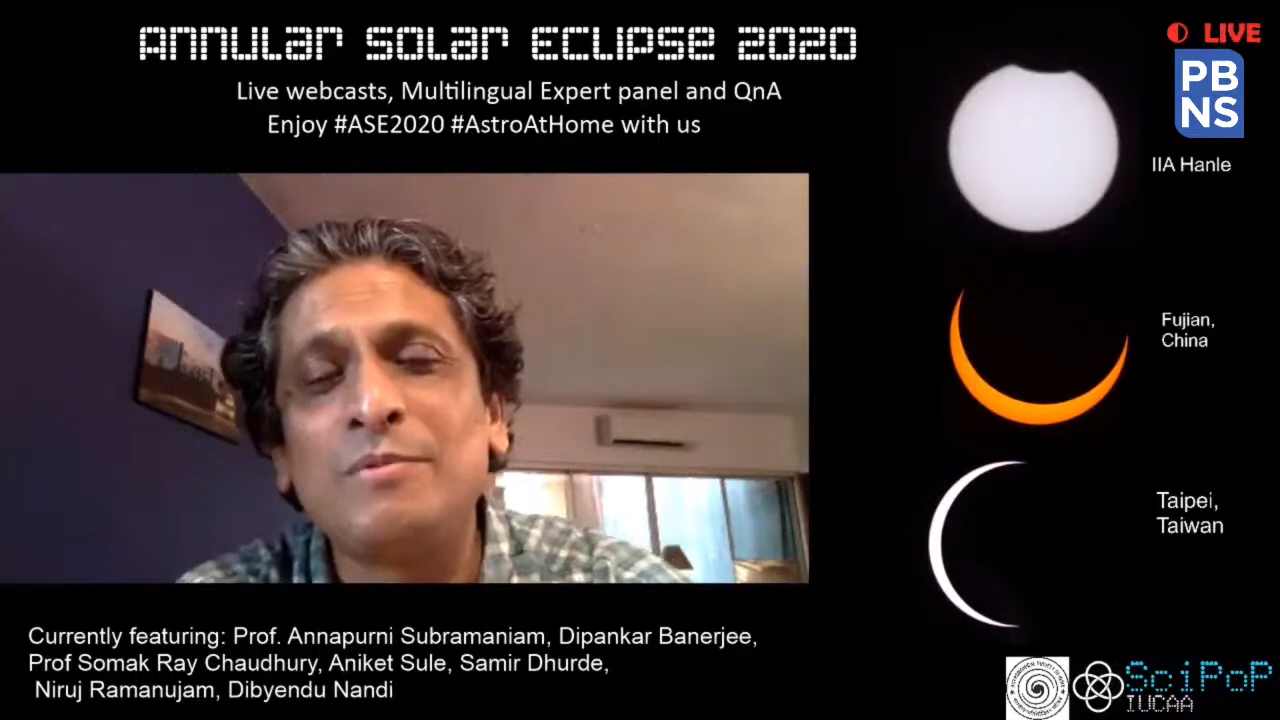 ANNULAR SOLAR ECLIPSE 2020
Live webcasts, Multilingual Expert panel and QnA
Enjoy #ASE2020 #AstroAtHome with us
LIVE
PB
NS
IIA Hanle
Fujian,
China
Taipei,
Taiwan
Currently featuring: Prof. Annapurni Subramaniam, Dipankar Banerjee,
Prof Somak Ray Chaudhury, Aniket Sule, Samir Dhurde,
Niruj Ramanujam, Dibyendu Nandi
SciPoP
IUCAA